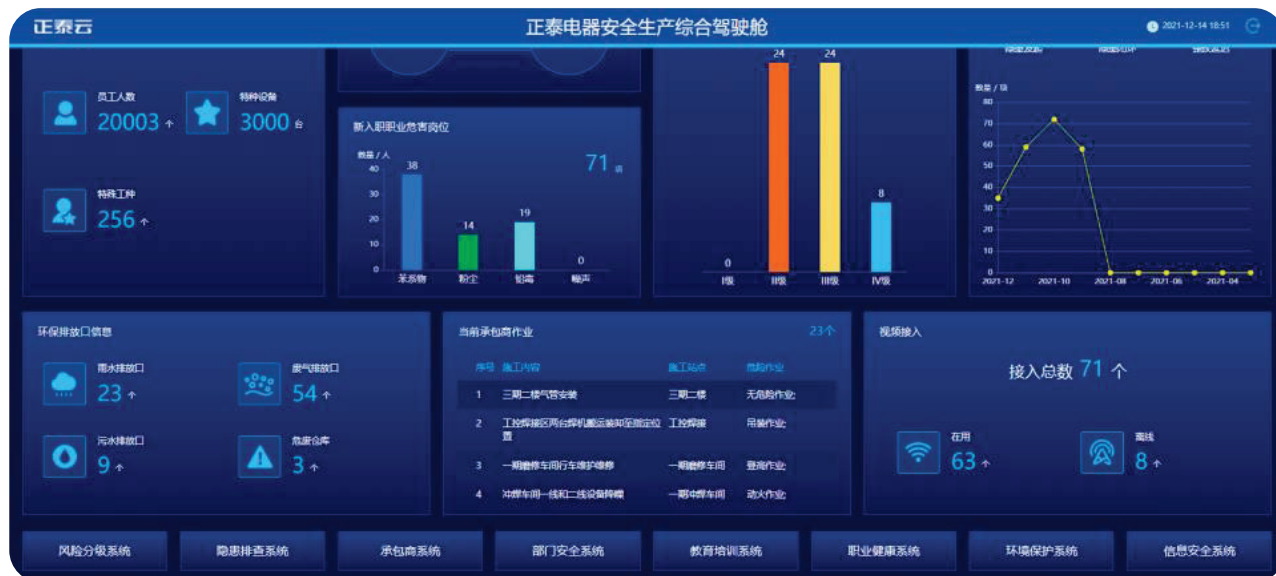 正泰云
正泰电器安全生产综合驾驶舱
2021-12-14 18:51
员工人数
20003 个
特种设备
3000 台
特殊工种
256 个
新入职职业危害岗位
数量 / 人
71 项
40
30
20
10
0
38
14
19
0
苯系物
粉尘
铅毒
噪声
24
24
8
0
I级
II级
III级
IV级
数量 / 项
80
70
60
50
40
30
20
10
0
2021-12
2021-10
2021-08
2021-06
2021-04
环保排放口信息
雨水排放口
23 个
废气排放口
54 个
污水排放口
9 个
危废仓库
3 个
当前承包商作业
23个
序号 施工内容 施工站点 危险作业
1 三期二楼气管安装 三期二楼 无危险作业;
2 工控焊接区两台焊机搬运装卸至指定位置 工控焊接 吊装作业;
3 一期磨修车间行车维护维修 一期磨修车间 登高作业;
4 冲焊车间一线和二线设备焊接 一期冲焊车间 动火作业;
视频接入
接入总数 71 个
在用
63 个
离线
8 个
风险分级系统
隐患排查系统
承包商系统
部门安全系统
教育培训系统
职业健康系统
环境保护系统
信息安全系统